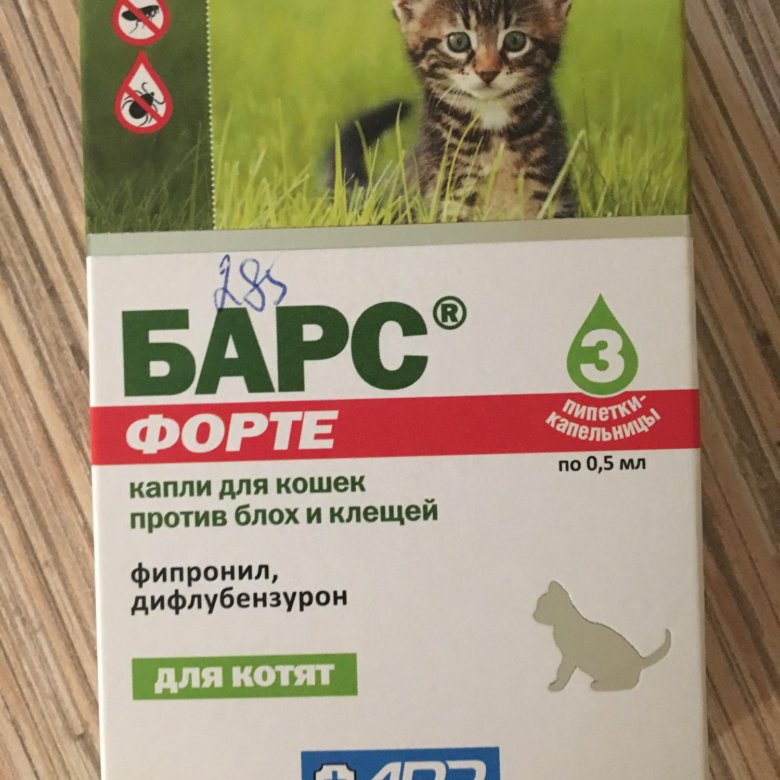 285
БАРС®
3
пипетки-
капельницы
ФОРТЕ
по 0,5 мл
капли для кошек
против блох и клещей
фипронил,
дифлубензурон
для котят